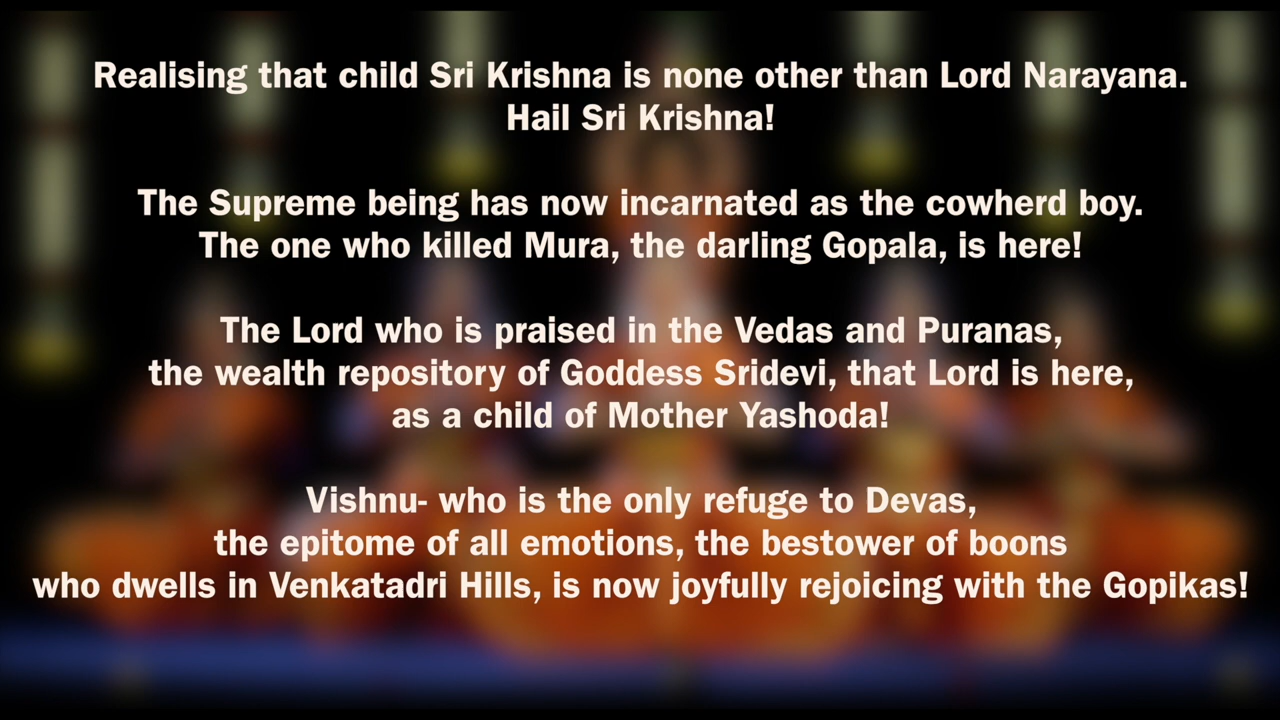 Realising that child Sri Krishna is none other than Lord Narayana.
Hail Sri Krishna!
The Supreme being has now incarnated as the cowherd boy.
The one who killed Mura, the darling Gopala, is here!
The Lord who is praised in the Vedas and Puranas,
the wealth repository of Goddess Sridevi, that Lord is here,
as a child of Mother Yashoda!
Vishnu- who is the only refuge to Devas,
the epitome of all emotions, the bestower of boons
who dwells in Venkatadri Hills, is now joyfully rejoicing with the Gopikas!